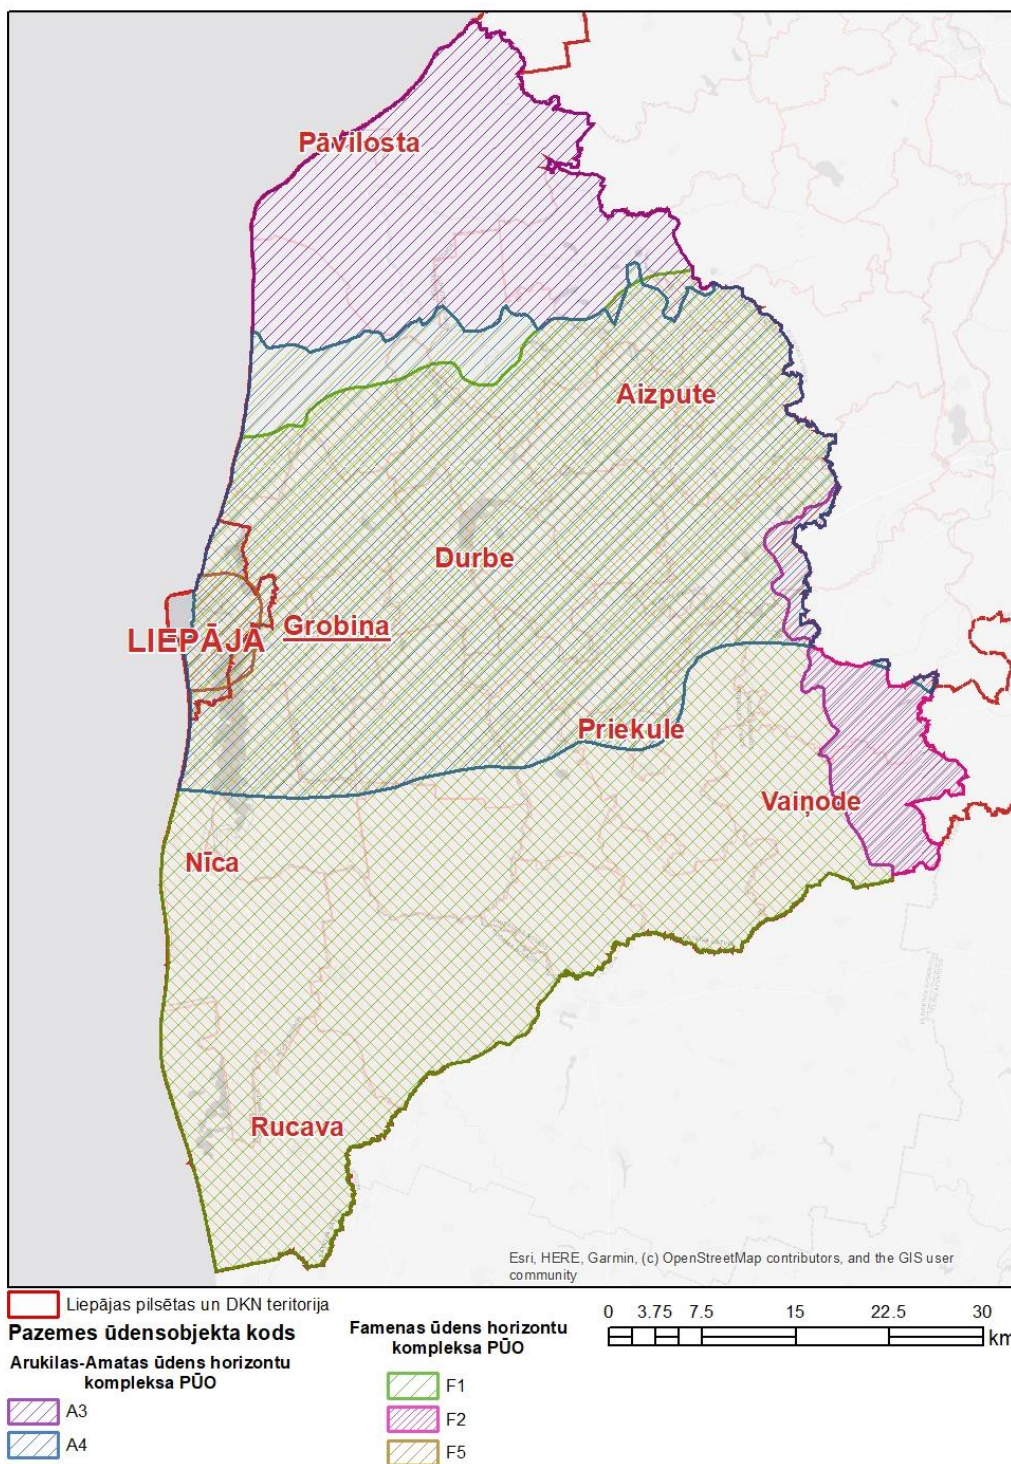 Pāvilosta
Aizpute
Durbe
Grobiņa
LIEPĀJĀ
Priekule
Vaiņode
Nīca
Rucava
Esri, HERE, Garmin, (c) OpenStreetMap contributors, and the GIS user
community
Liepājas pilsētas un DKN teritorija
Pazemes ūdensobjekta kods
Arukilas-Amatas ūdens horizontu
kompleksa PŪO
A3
A4
Famenas ūdens horizontu
kompleksa PŪO
F1
F2
F5
0 3.75 7.5 15 22.5 30
km